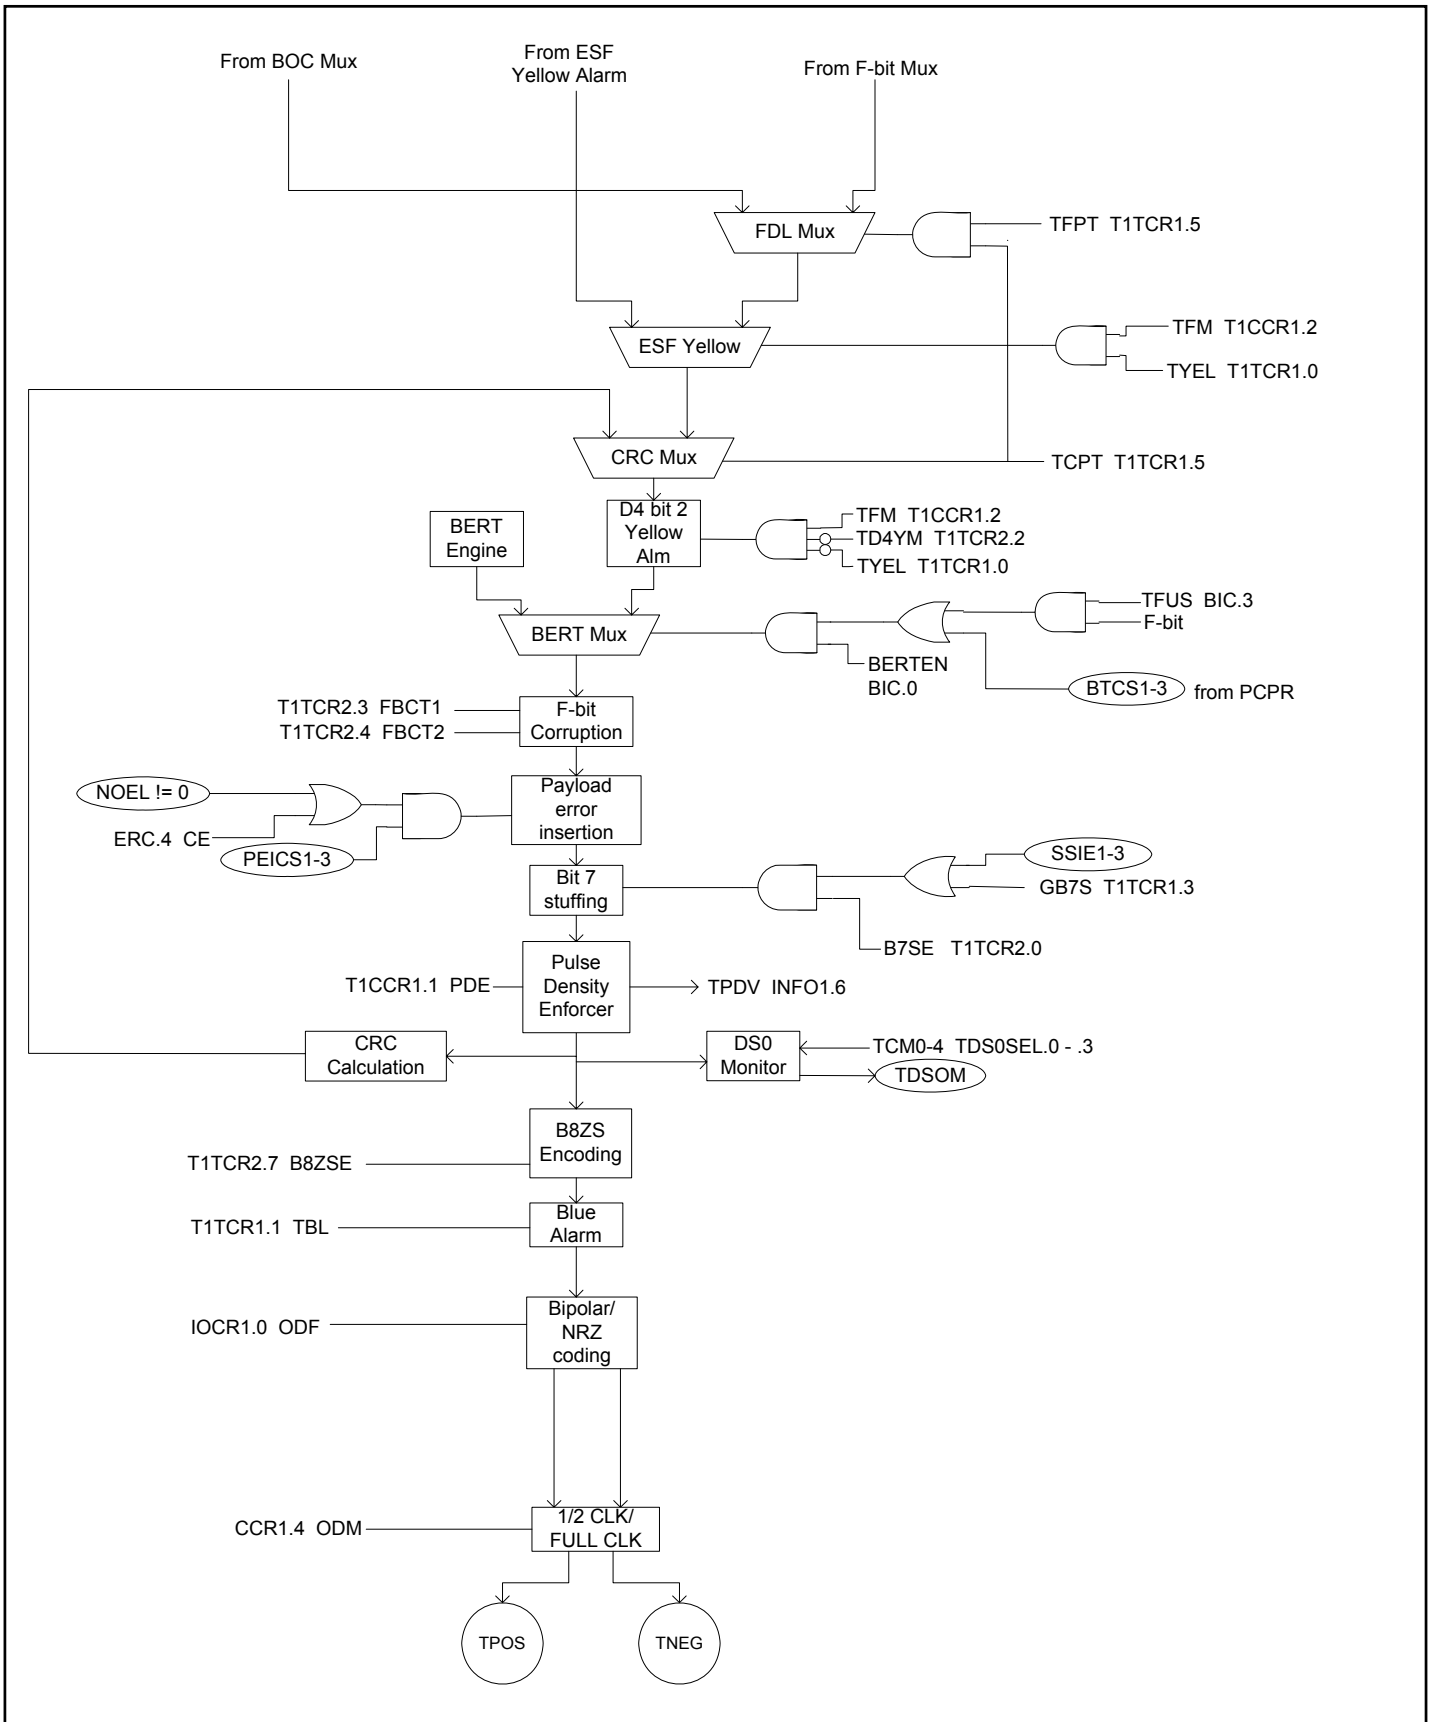 From BOC Mux
From ESF
Yellow Alarm
From F-bit Mux
FDL Mux
TFPT T1TCR1.5
ESF Yellow
TFM T1CCR1.2
TYEL T1TCR1.0
CRC Mux
TCPT T1TCR1.5
BERT
Engine
D4 bit 2
Yellow
Alm
TFM T1CCR1.2
TD4YM T1TCR2.2
TYEL T1TCR1.0
BERT Mux
TFUS BIC.3
F-bit
BERTEN
BIC.0
BTCS1-3
from PCPR
T1TCR2.3 FBCT1
T1TCR2.4 FBCT2
F-bit
Corruption
NOEL != 0
ERC.4 CE
PEICS1-3
Payload
error
insertion
Bit 7
stuffing
SSIE1-3
GB7S T1TCR1.3
B7SE T1TCR2.0
T1CCR1.1 PDE
Pulse
Density
Enforcer
TPDV INFO1.6
CRC
Calculation
DS0
Monitor
TCM0-4 TDS0SEL.0 - .3
TDSOM
T1TCR2.7 B8ZSE
B8ZS
Encoding
T1TCR1.1 TBL
Blue
Alarm
IOCR1.0 ODF
Bipolar/
NRZ
coding
CCR1.4 ODM
1/2 CLK/
FULL CLK
TPOS
TNEG